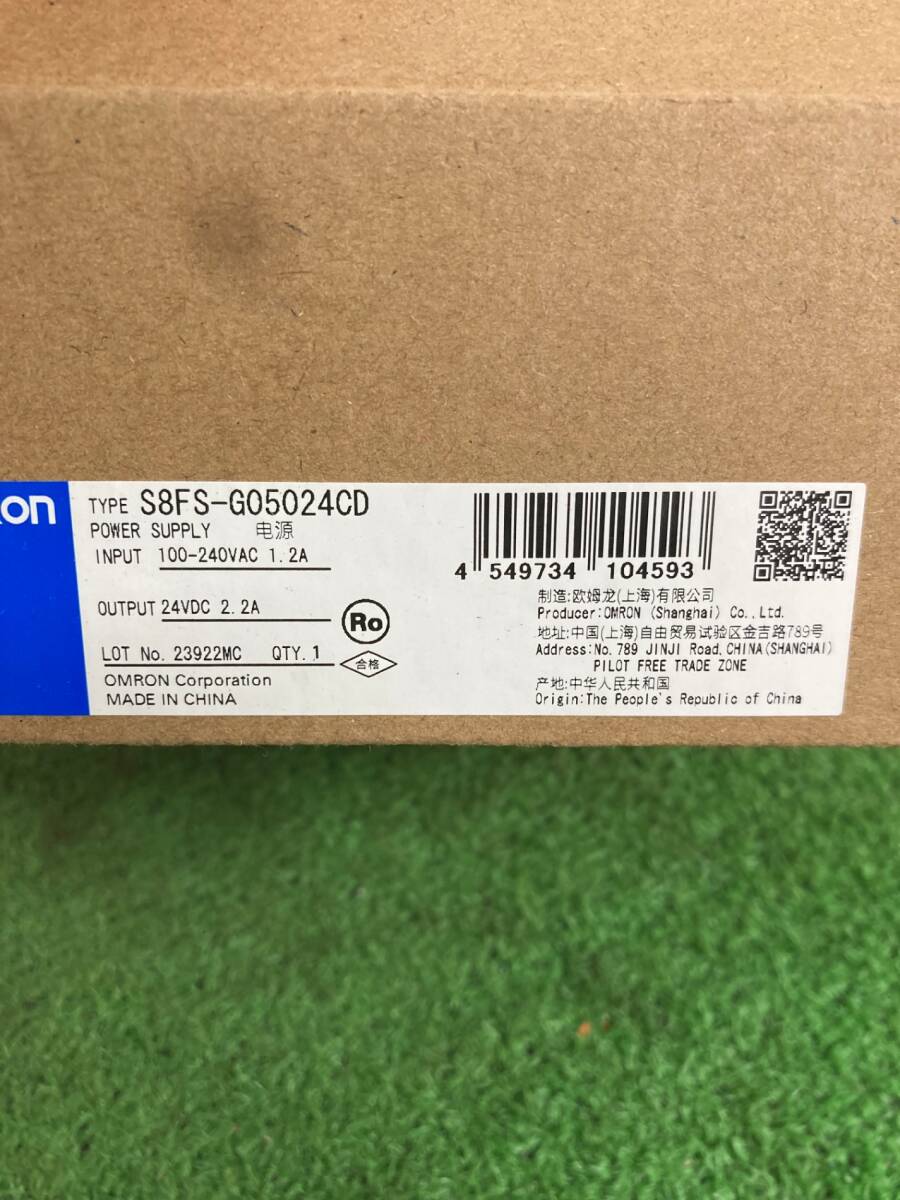 TYPE S8FS-G05024CD
POWER SUPPLY 电源
INPUT 100-240VAC 1.2A
OUTPUT 24VDC 2.2A
Ro
LOT No. 23922MC QTY. 1
合格
OMRON Corporation
MADE IN CHINA
4 549734 104593
制造:欧姆龙(上海)有限公司
Producer:OMRON (Shanghai) Co., Ltd.
地址:中国(上海)自由贸易试验区金吉路789号
Address:No. 789 JINJI Road, CHINA(SHANGHAI)
PILOT FREE TRADE ZONE
产地:中华人民共和国
Origin:The People's Republic of China